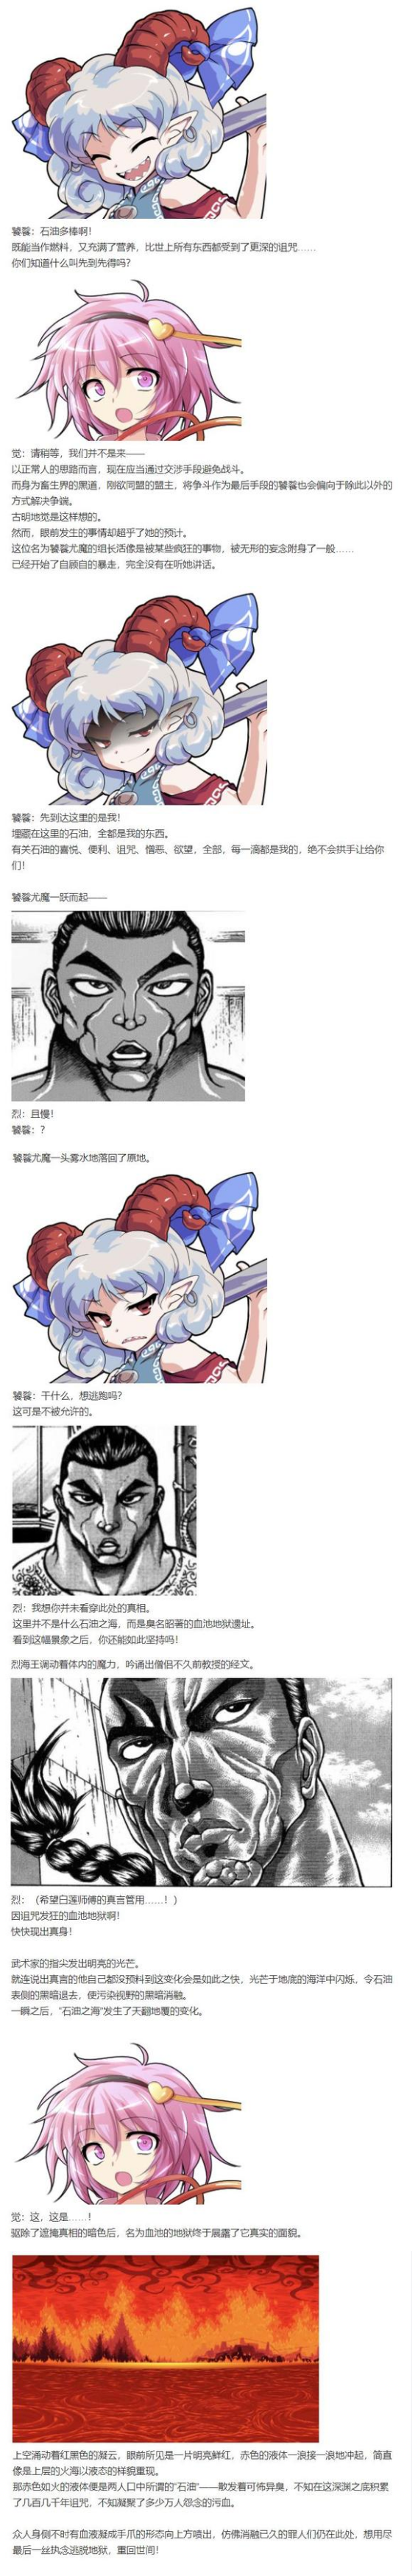 饕餮：石油多棒啊！
既能当作燃料，又充满了营养，比世上所有东西都受到了更深的诅咒……
你们知道什么叫先到先得吗？
觉：请稍等，我们并不是来——
以正常人的思路而言，现在应当通过交涉手段避免战斗。
而身为畜生界的黑道，刚欲同盟的盟主，将争斗作为最后手段的饕餮也会偏向于除此以外的
方式解决争端。
古明地觉是这样想的。
然而，眼前发生的事情却超乎了她的预计。
这位名为饕餮尤魔的组长活像是被某些疯狂的事物，被无形的妄念附身了一般……
已经开始了自顾自的暴走，完全没有在听她讲话。
饕餮：先到达这里的是我！
埋藏在这里的石油，全都是我的东西。
有关石油的喜悦、便利、诅咒、憎恶、欲望，全部，每一滴都是我的，绝不会拱手让给你
们！
饕餮尤魔一跃而起——
烈：且慢！
饕餮：？
饕餮尤魔一头雾水地落回了原地。
饕餮：干什么，想逃跑吗？
这可是不被允许的。
烈：我想你并未看穿此处的真相。
这里并不是什么石油之海，而是臭名昭著的血池地狱遗址。
看到这幅景象之后，你还能如此坚持吗！
烈海王调动着体内的魔力，吟诵出僧侣不久前教授的经文。
烈：（希望白莲师傅的真言管用……！）
因诅咒发狂的血池地狱啊！
快快现出真身！
武术家的指尖发出明亮的光芒。
就连说出真言的他自己都没预料到这变化会是如此之快，光芒于地底的海洋中闪烁，令石油
表侧的黑暗退去，使污染视野的黑暗消融。
一瞬之后，“石油之海”发生了天翻地覆的变化。
觉：这，这是……！
驱除了遮掩真相的暗色后，名为血池的地狱终于展露了它真实的面貌。
上空涌动着红黑色的凝云，眼前所见是一片明亮鲜红，赤色的液体一浪接一浪地冲起，简直
像是上层的火海以液态的样貌重现。
那赤色如火的液体便是两人口中所谓的“石油”——散发着可怖异臭，不知在这深渊之底积累
了几百几千年诅咒，不知凝聚了多少万人怨念的污血。
众人身侧不时有血液凝成手爪的形态向上方喷出，仿佛消融已久的罪人们仍在此处，想用尽
最后一丝执念逃脱地狱，重回世间！